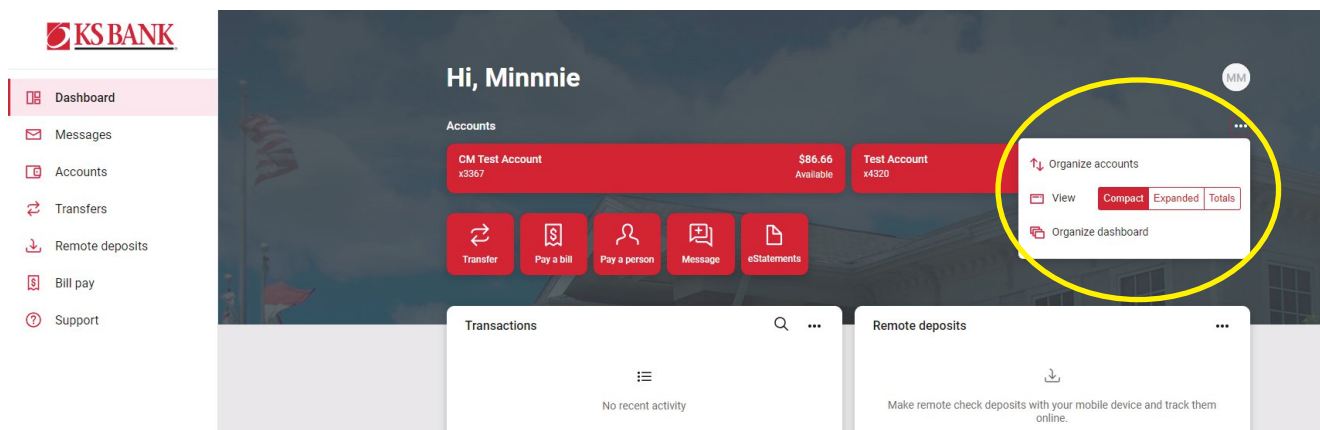 KS BANK
Dashboard
Messages
Accounts
Transfers
Remote deposits
Bill pay
Support
Hi, Minnnie
MM
Accounts
CM Test Account
$86.66
x3367
Available
Test Account
x4320
Organize accounts
View Compact Expanded Totals
Organize dashboard
Transfer
Pay a bill
Pay a person
Message
eStatements
Transactions
No recent activity
Remote deposits
Make remote check deposits with your mobile device and track them
online.